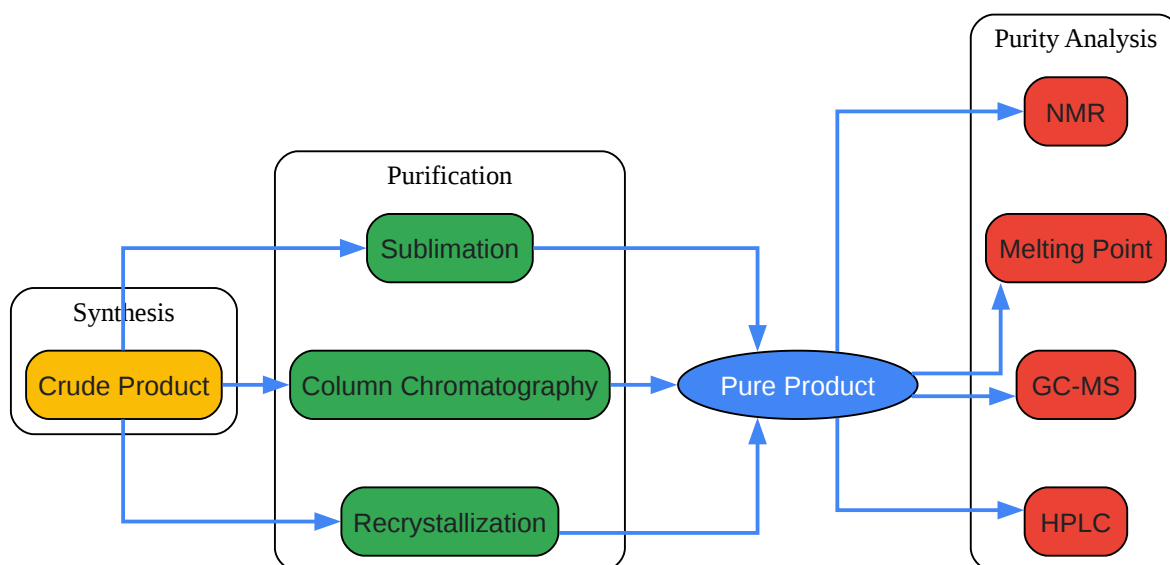 Synthesis
Crude Product
Purification
Sublimation
Column Chromatography
Recrystallization
Pure Product
Purity Analysis
NMR
Melting Point
GC-MS
HPLC